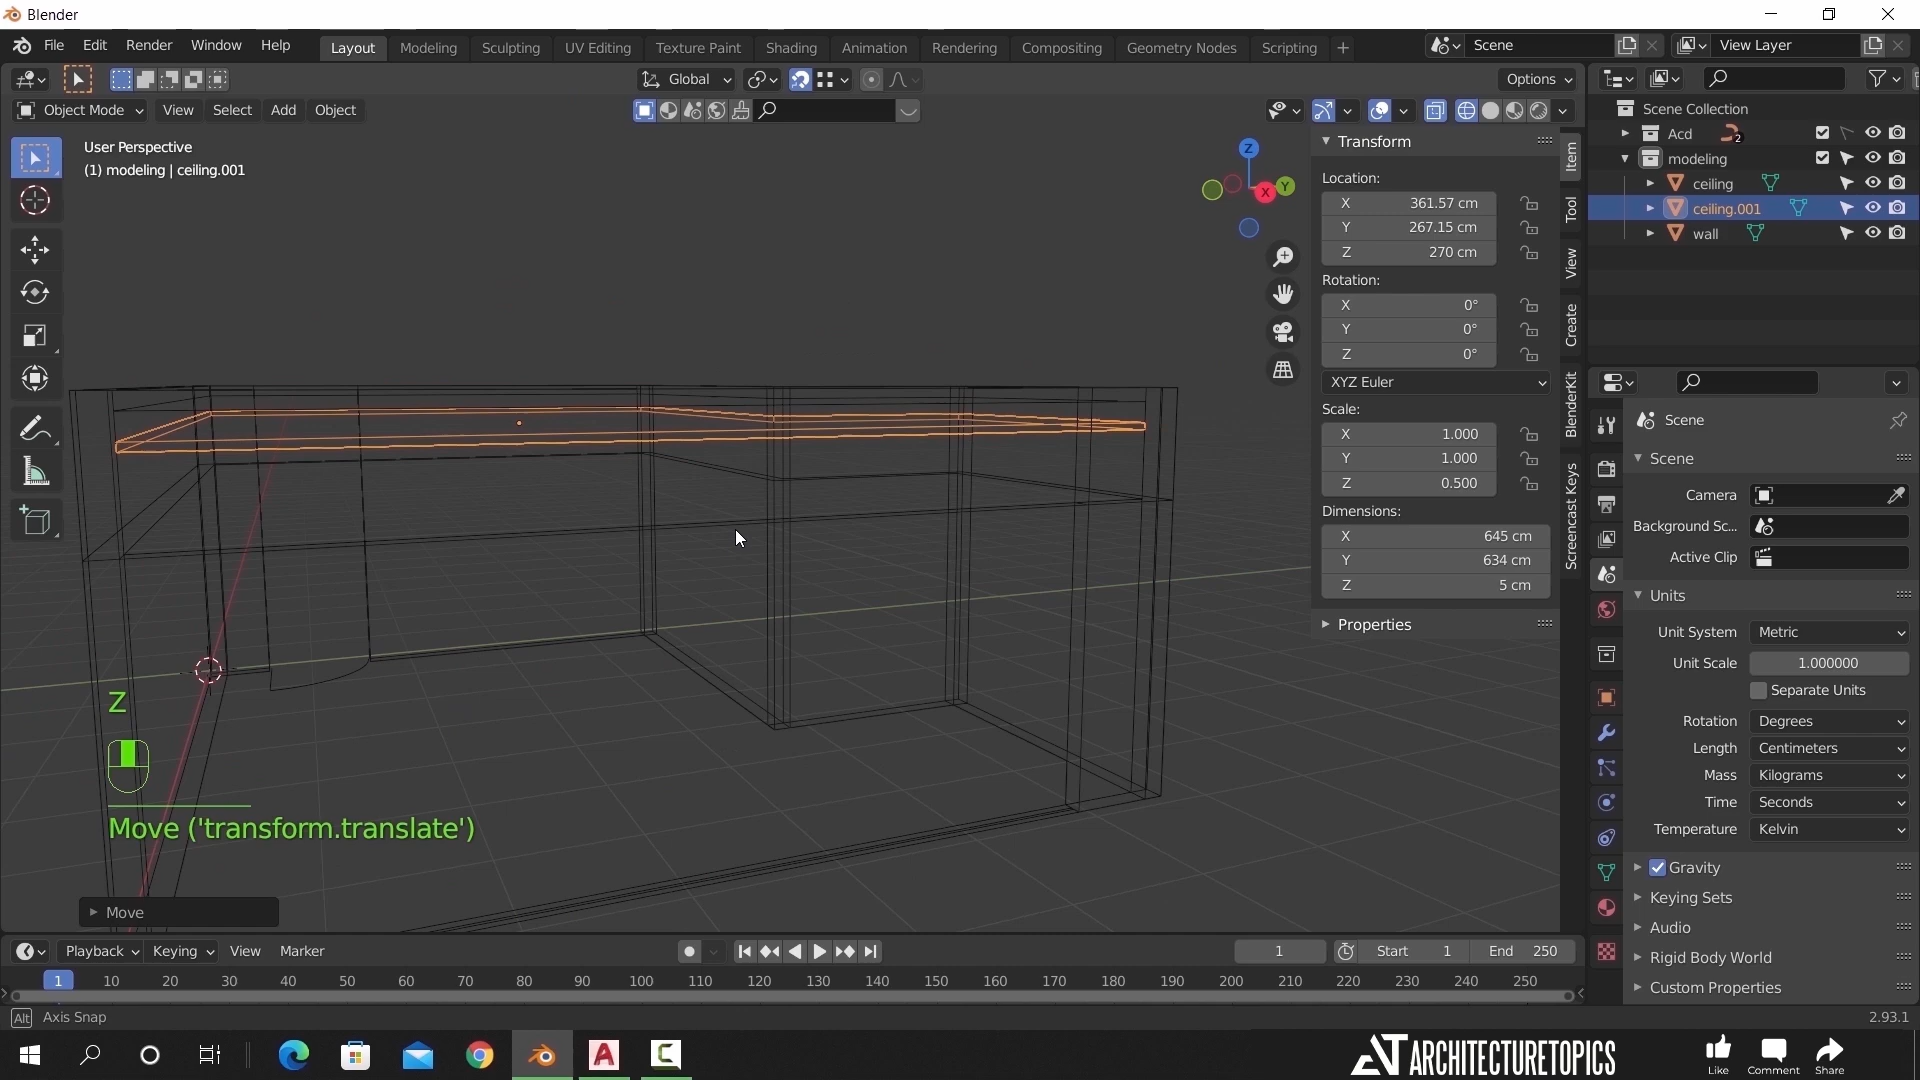 Blender
File Edit Render Window Help Layout Modeling Sculpting UV Editing Texture Paint Shading Animation Rendering Compositing Geometry Nodes Scripting + Scene View Layer
Global Options
Object Mode View Select Add Object
User Perspective
(1) modeling | ceiling.001
Z
Y
X
Transform
Location:
X 361.57 cm
Y 267.15 cm
Z 270 cm
Rotation:
X 0°
Y 0°
Z 0°
XYZ Euler
Scale:
X 1.000
Y 1.000
Z 0.500
Dimensions:
X 645 cm
Y 634 cm
Z 5 cm
Properties
Item
Tool
View
Create
BlenderKit
Screencast Keys
Scene Collection
Acd 2
modeling
ceiling
ceiling.001
wall
Scene
Scene
Camera
Background Sc...
Active Clip
Units
Unit System Metric
Unit Scale 1.000000
Separate Units
Rotation Degrees
Length Centimeters
Mass Kilograms
Time Seconds
Temperature Kelvin
Gravity
Keying Sets
Audio
Rigid Body World
Custom Properties
Z
Move ('transform.translate')
Move
Playback Keying View Marker 1 Start 1 End 250
1 10 20 30 40 50 60 70 80 90 100 110 120 130 140 150 160 170 180 190 200 210 220 230 240 250
Alt Axis Snap 2.93.1
ARCHITECTURETOPICS
Like Comment Share